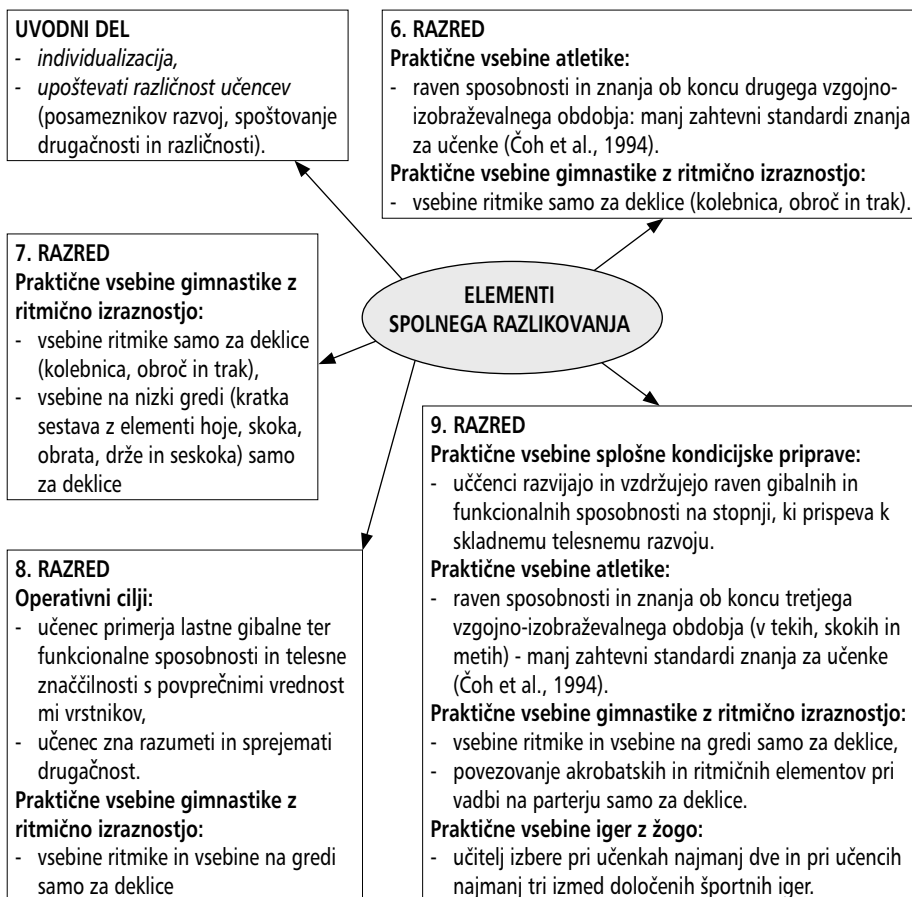 UVODNI DEL
- individualizacija,
- upoštevati različnost učencev
(posameznikov razvoj, spoštovanje
drugačnosti in različnosti).
6. RAZRED
Praktične vsebine atletike:
- raven sposobnosti in znanja ob koncu drugega vzgojno-
izobraževalnega obdobja: manj zahtevni standardi znanja
za učenke (Čoh et al., 1994).
Praktične vsebine gimnastike z ritmično izraznostjo:
- vsebine ritmike samo za deklice (kolebnica, obroč in trak).
7. RAZRED
Praktične vsebine gimnastike z
ritmično izraznostjo:
- vsebine ritmike samo za deklice
(kolebnica, obroč in trak),
- vsebine na nizki gredi (kratka
sestava z elementi hoje, skoka,
obrata, drže in seskoka) samo
za deklice
ELEMENTI
SPOLNEGA RAZLIKOVANJA
8. RAZRED
Operativni cilji:
- učenec primerja lastne gibalne ter
funkcionalne sposobnosti in telesne
značčilnosti s povprečnimi vrednost
mi vrstnikov,
- učenec zna razumeti in sprejemati
drugačnost.
Praktične vsebine gimnastike z
ritmično izraznostjo:
- vsebine ritmike in vsebine na gredi
samo za deklice
9. RAZRED
Praktične vsebine splošne kondicijske priprave:
- uččenci razvijajo in vzdržujejo raven gibalnih in
funkcionalnih sposobnosti na stopnji, ki prispeva k
skladnemu telesnemu razvoju.
Praktične vsebine atletike:
- raven sposobnosti in znanja ob koncu tretjega
vzgojno-izobraževalnega obdobja (v tekih, skokih in
metih) - manj zahtevni standardi znanja za učenke
(Čoh et al., 1994).
Praktične vsebine gimnastike z ritmično izraznostjo:
- vsebine ritmike in vsebine na gredi samo za deklice,
- povezovanje akrobatskih in ritmičnih elementov pri
vadbi na parterju samo za deklice.
Praktične vsebine iger z žogo:
- učitelj izbere pri učenkah najmanj dve in pri učencih
najmanj tri izmed določenih športnih iger.